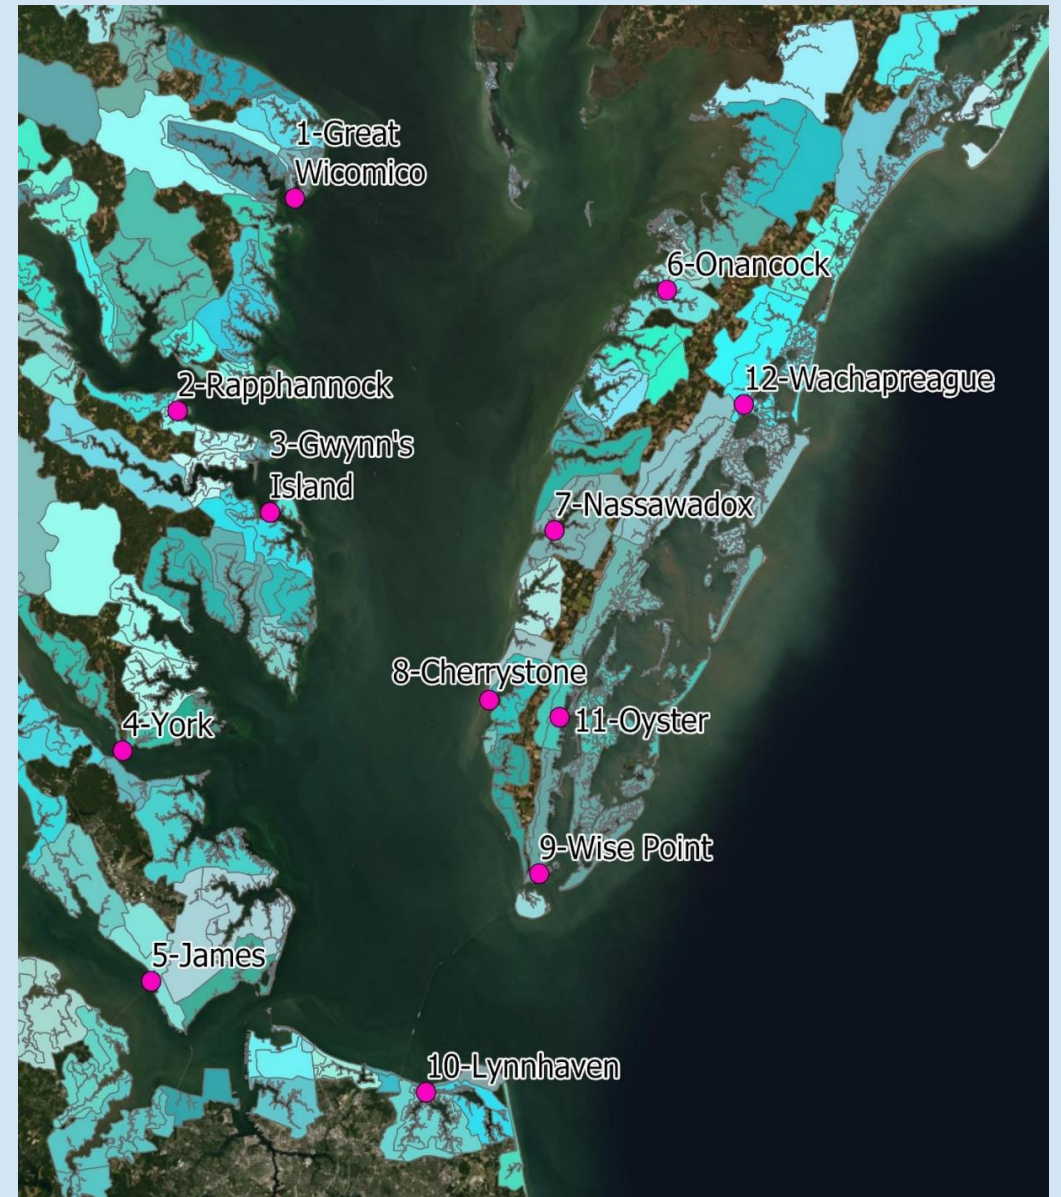 1-Great
Wicomico
6-Onancock
2-Rapphannock
12-Wachapreague
3-Gwynn's
Island
7-Nassawadox
8-Cherrystone
4-York
11-Oyster
9-Wise Point
5-James
10-Lynnhaven